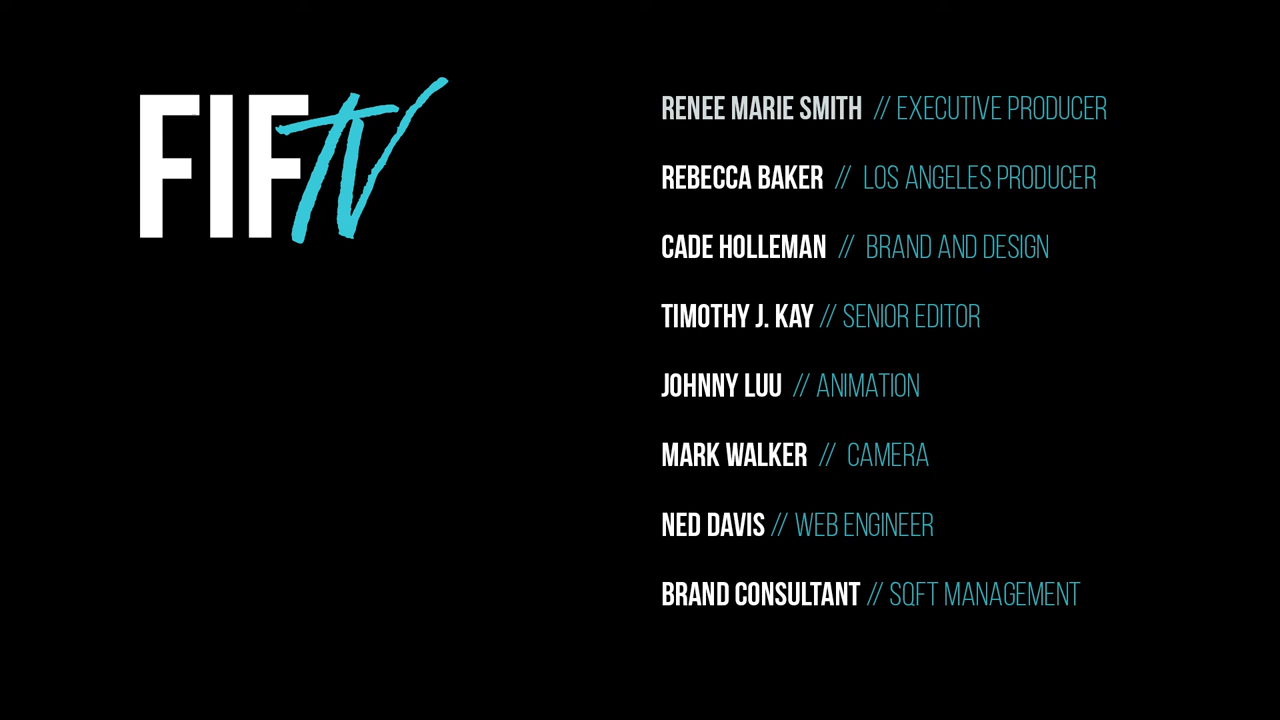 FIFTV
RENEE MARIE SMITH // EXECUTIVE PRODUCER
REBECCA BAKER // LOS ANGELES PRODUCER
CADE HOLLEMAN // BRAND AND DESIGN
TIMOTHY J. KAY // SENIOR EDITOR
JOHNNY LUU // ANIMATION
MARK WALKER // CAMERA
NED DAVIS // WEB ENGINEER
BRAND CONSULTANT // SQFT MANAGEMENT